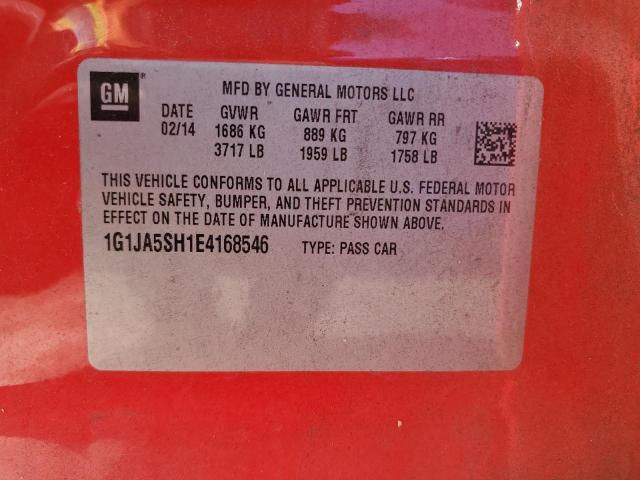 GM ® MFD BY GENERAL MOTORS LLC
DATE GVWR GAWR FRT GAWR RR
02/14 1686 KG 889 KG 797 KG
3717 LB 1959 LB 1758 LB
THIS VEHICLE CONFORMS TO ALL APPLICABLE U.S. FEDERAL MOTOR
VEHICLE SAFETY, BUMPER, AND THEFT PREVENTION STANDARDS IN
EFFECT ON THE DATE OF MANUFACTURE SHOWN ABOVE.
1G1JA5SH1E4168546 TYPE: PASS CAR